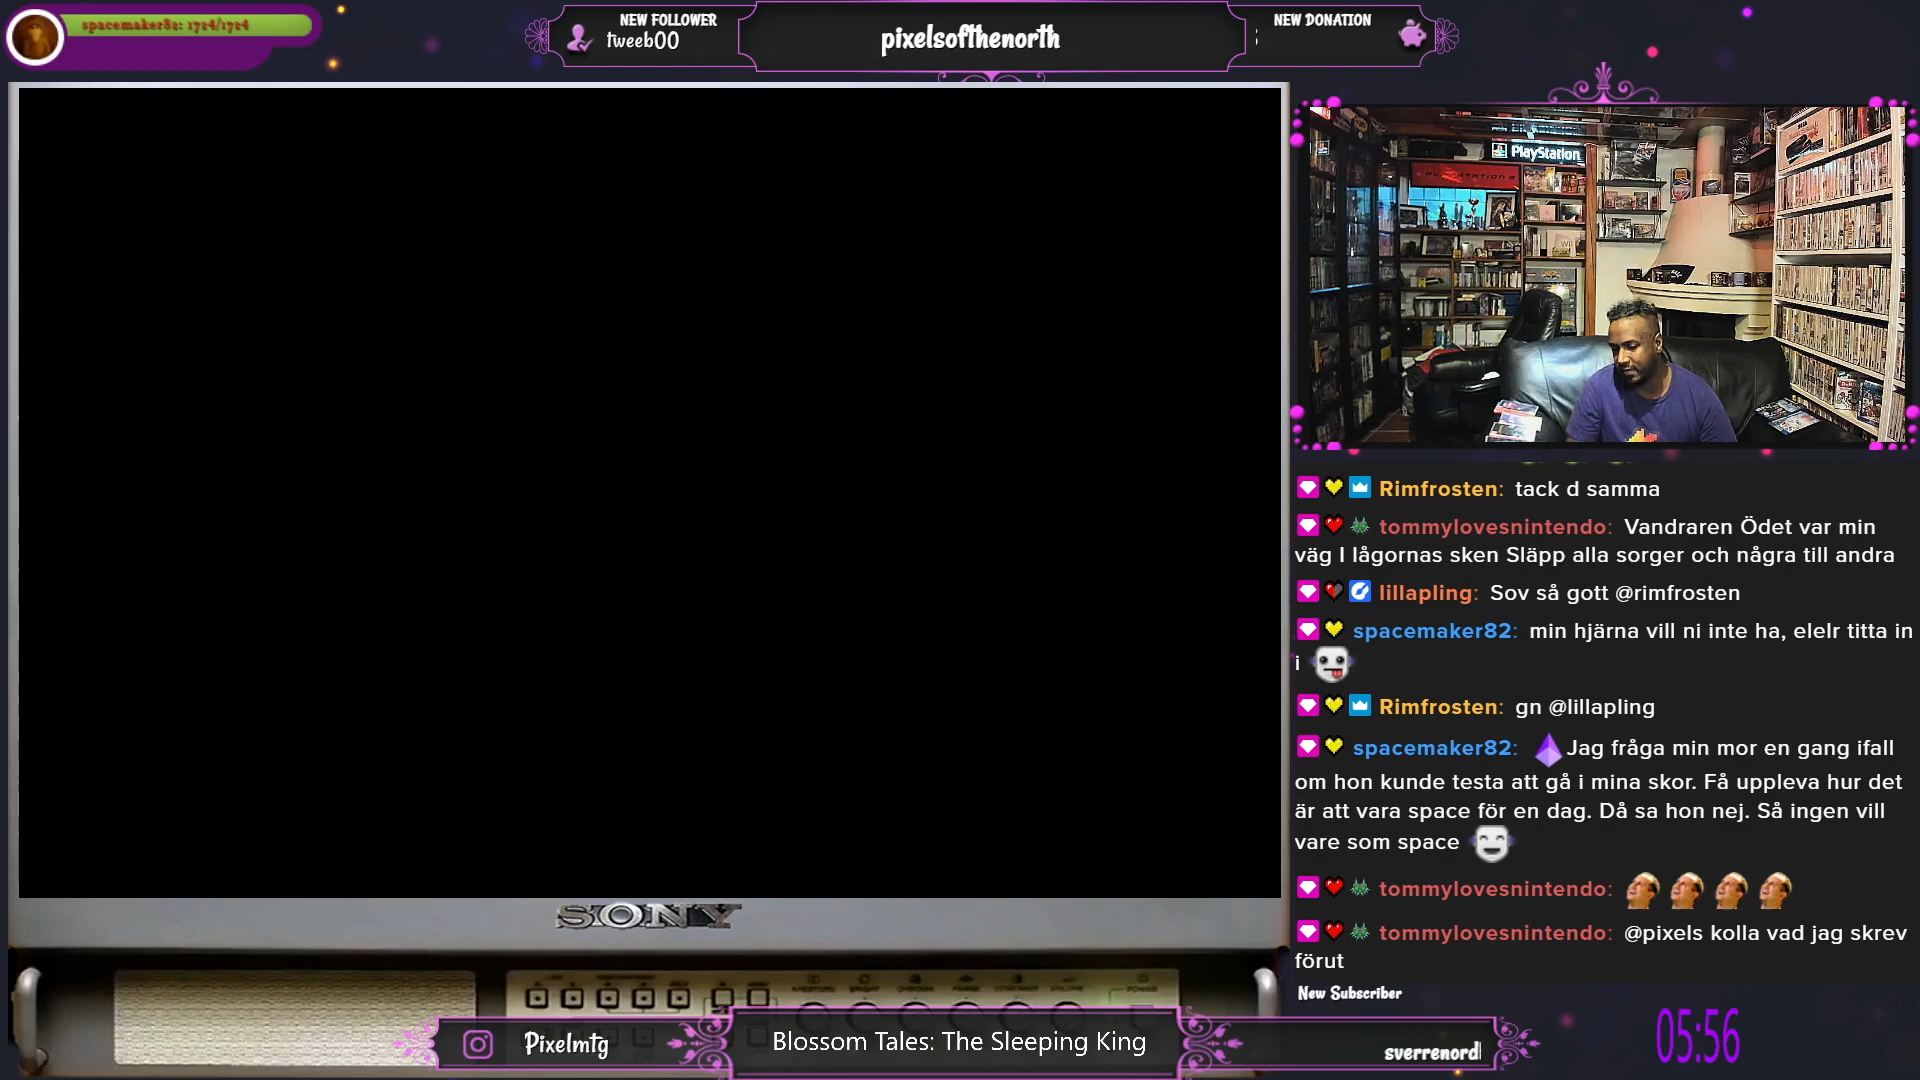 spacemaker82: 1724/1724
NEW FOLLOWER
tweeb00
pixelsofthenorth
NEW DONATION
:
PlayStation
Rimfrosten: tack d samma
tommylovesnintendo: Vandraren Ödet var min
väg I lågornas sken Släpp alla sorger och några till andra
lillapling: Sov så gott @rimfrosten
spacemaker82: min hjärna vill ni inte ha, elelr titta in
i
Rimfrosten: gn @lillapling
spacemaker82: Jag fråga min mor en gang ifall
om hon kunde testa att gå i mina skor. Få uppleva hur det
är att vara space för en dag. Då sa hon nej. Så ingen vill
vare som space
tommylovesnintendo:
tommylovesnintendo: @pixels kolla vad jag skrev
förut
SONY
New Subscriber
Pixelmtg
Blossom Tales: The Sleeping King
sverrenord
05:56